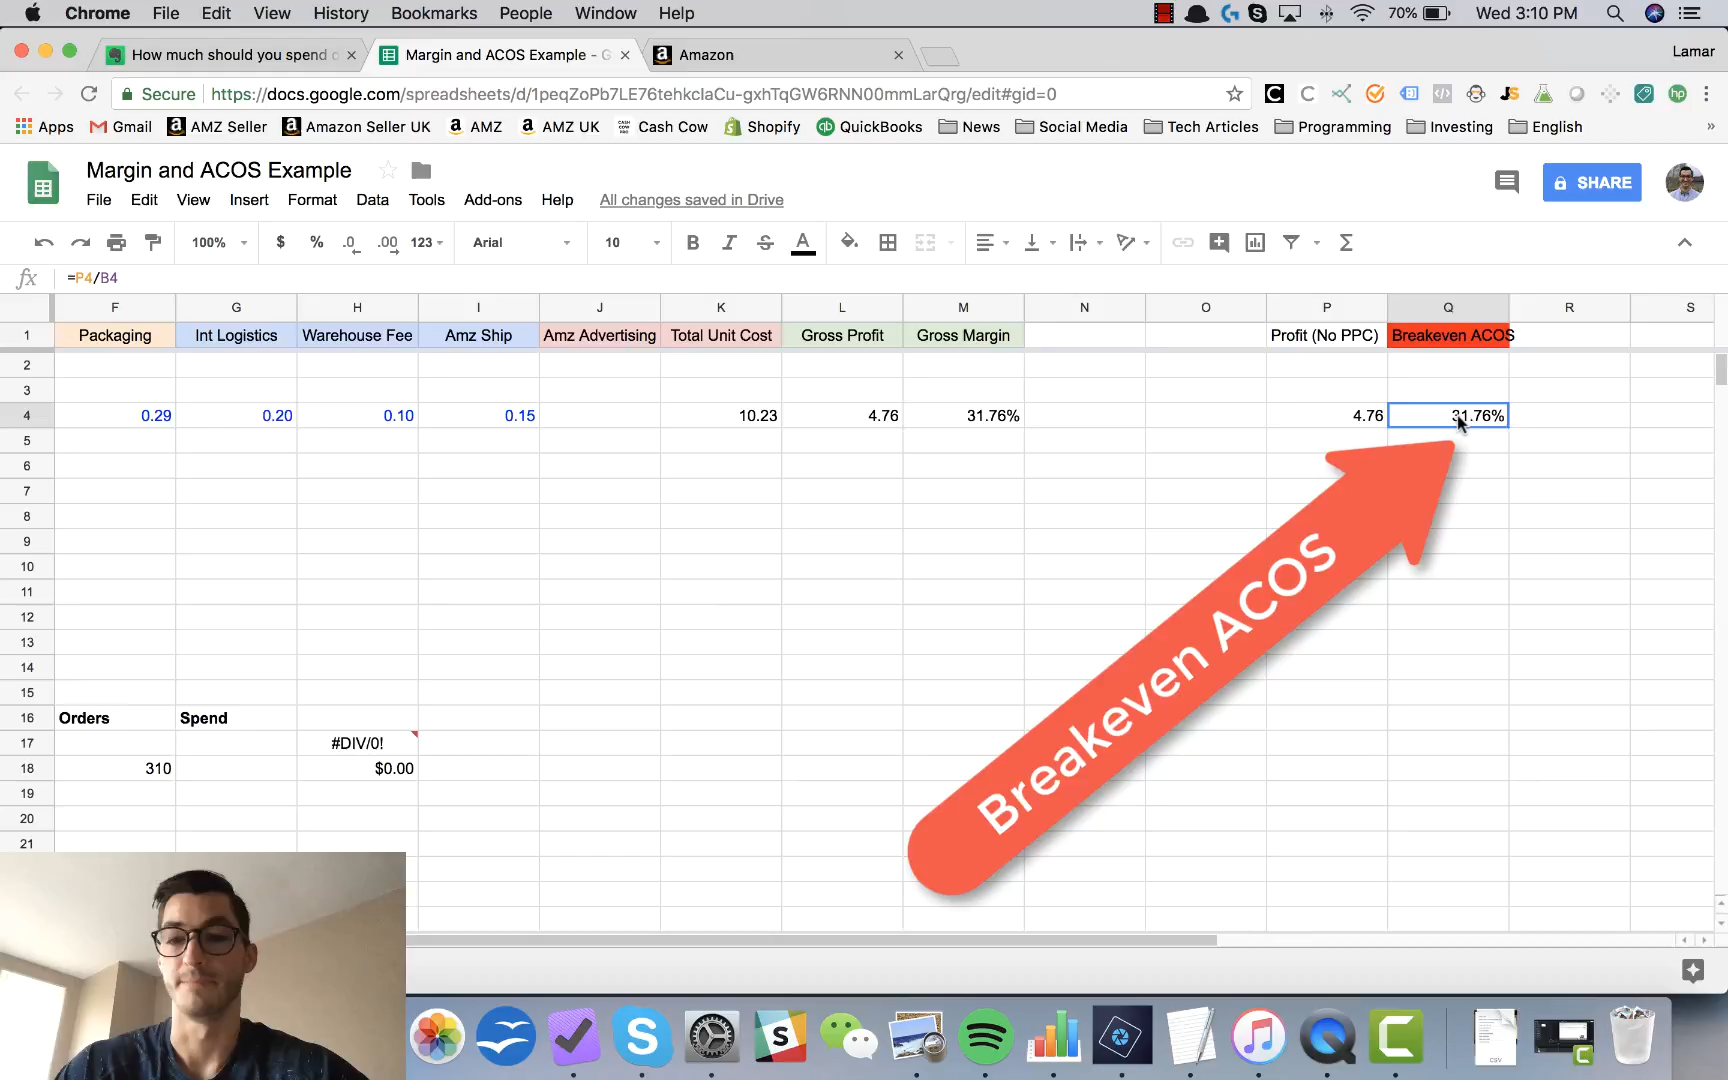 Chrome File Edit View History Bookmarks People Window Help 70% Wed 3:10 PM
How much should you spend o Margin and ACOS Example - G Amazon Lamar
Secure https://docs.google.com/spreadsheets/d/1peqZoPb7LE76tehkclaCu-gxhTqGW6RNN00mmLarQrg/edit#gid=0
Apps Gmail AMZ Seller Amazon Seller UK AMZ AMZ UK Cash Cow Shopify QuickBooks News Social Media Tech Articles Programming Investing English »
Margin and ACOS Example
SHARE
File Edit View Insert Format Data Tools Add-ons Help All changes saved in Drive
100% $ % .0 .00 123 Arial 10 B I S A Σ
fx =P4/B4
F G H I J K L M N O P Q R S
1 Packaging Int Logistics Warehouse Fee Amz Ship Amz Advertising Total Unit Cost Gross Profit Gross Margin Profit (No PPC) Breakeven ACOS
2
3
4 0.29 0.20 0.10 0.15 10.23 4.76 31.76% 4.76 31.76%
5
6
7
8
9
10
11
12
13
14
15
16 Orders Spend
17 #DIV/0!
18 310 $0.00
19
20
21
Breakeven ACOS